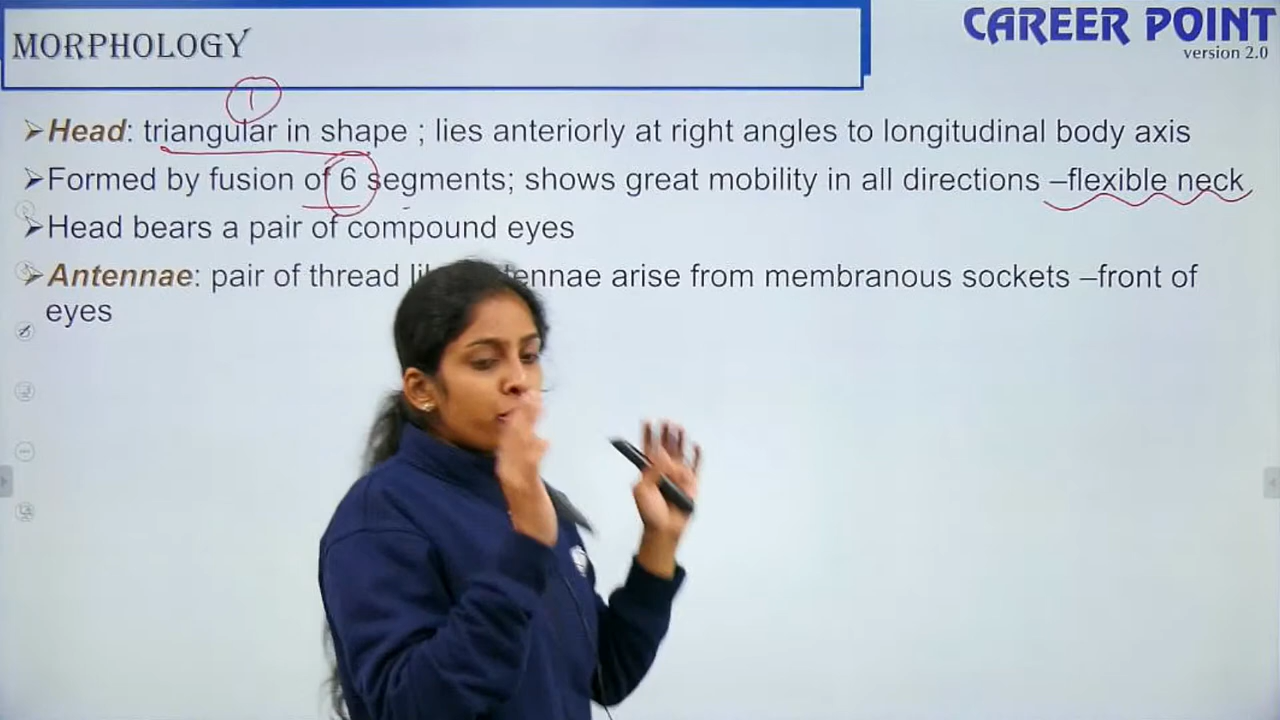 MORPHOLOGY
CAREER POINT
version 2.0
1
➢Head: triangular in shape ; lies anteriorly at right angles to longitudinal body axis
➢Formed by fusion of 6 segments; shows great mobility in all directions –flexible neck
➢Head bears a pair of compound eyes
➢Antennae: pair of thread arise from membranous sockets –front of
eyes